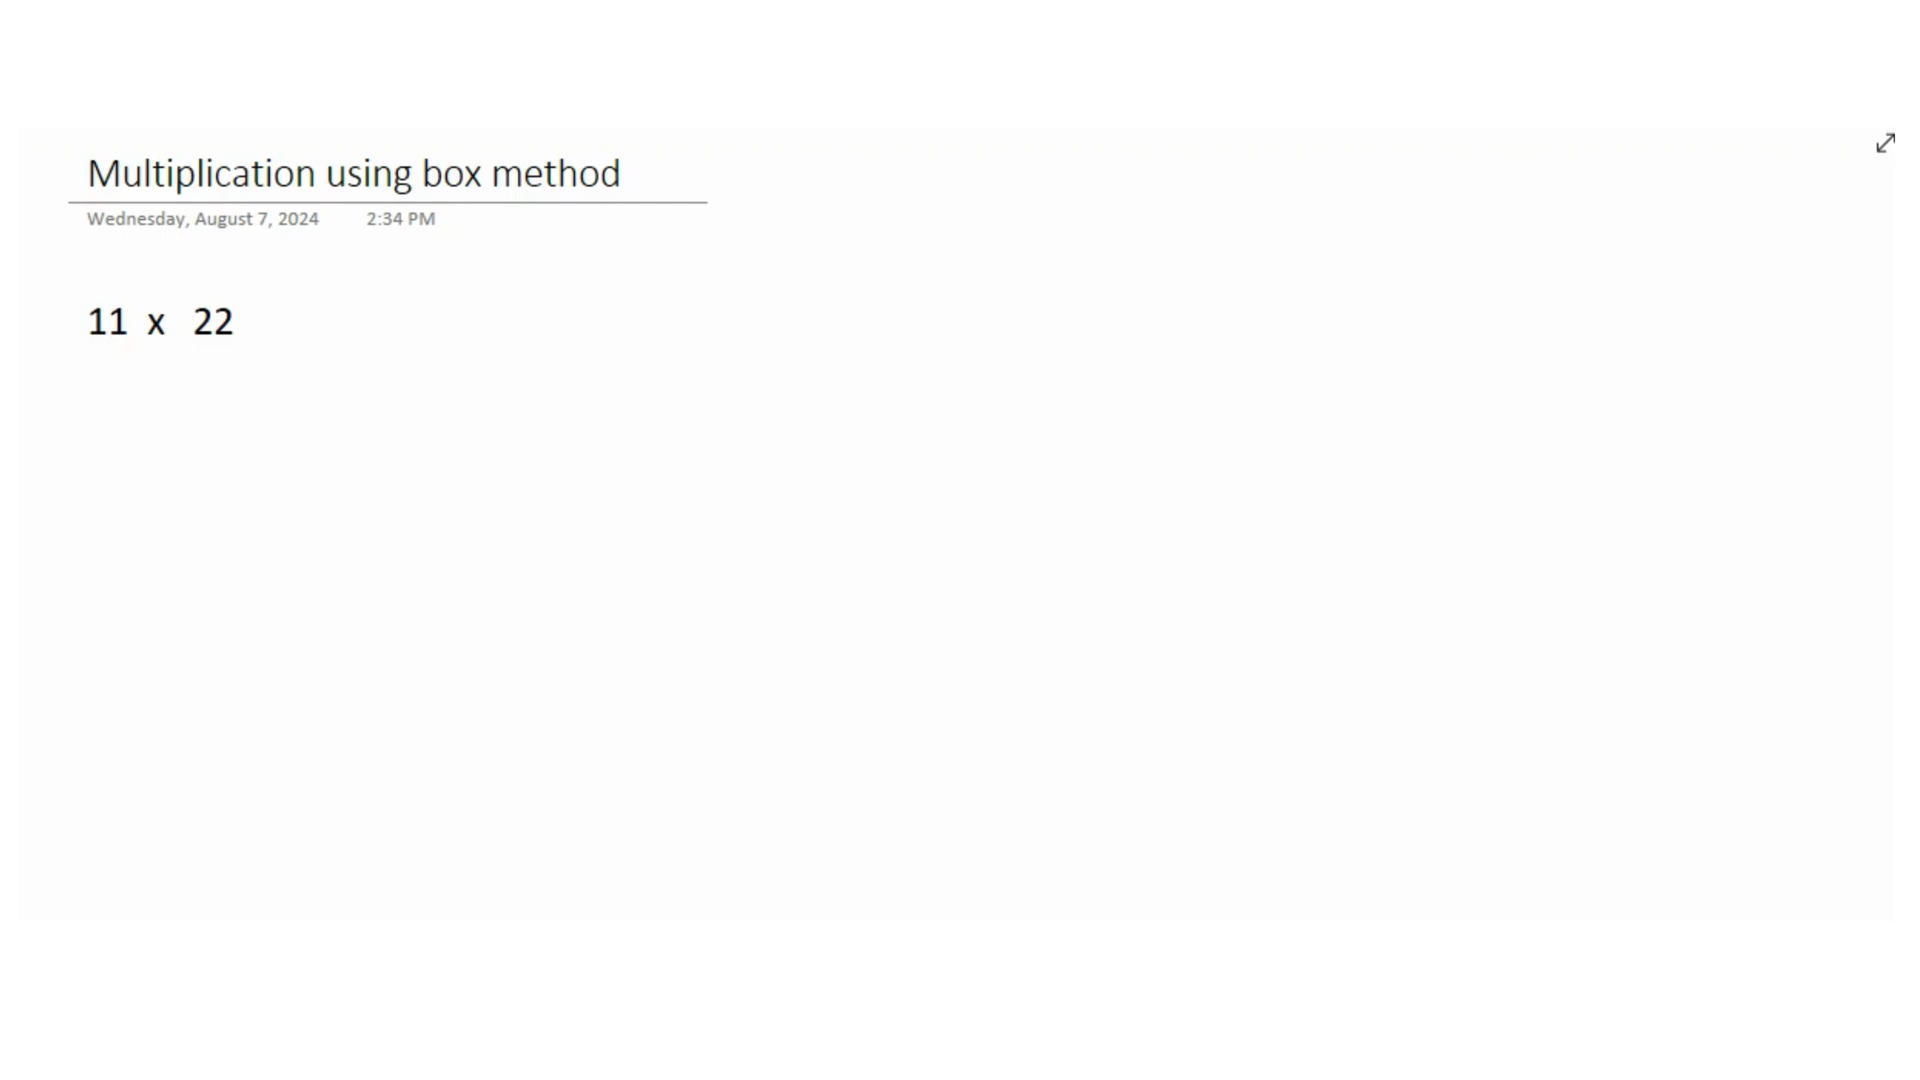 Multiplication using box method
Wednesday, August 7, 2024 2:34 PM
11 x 22